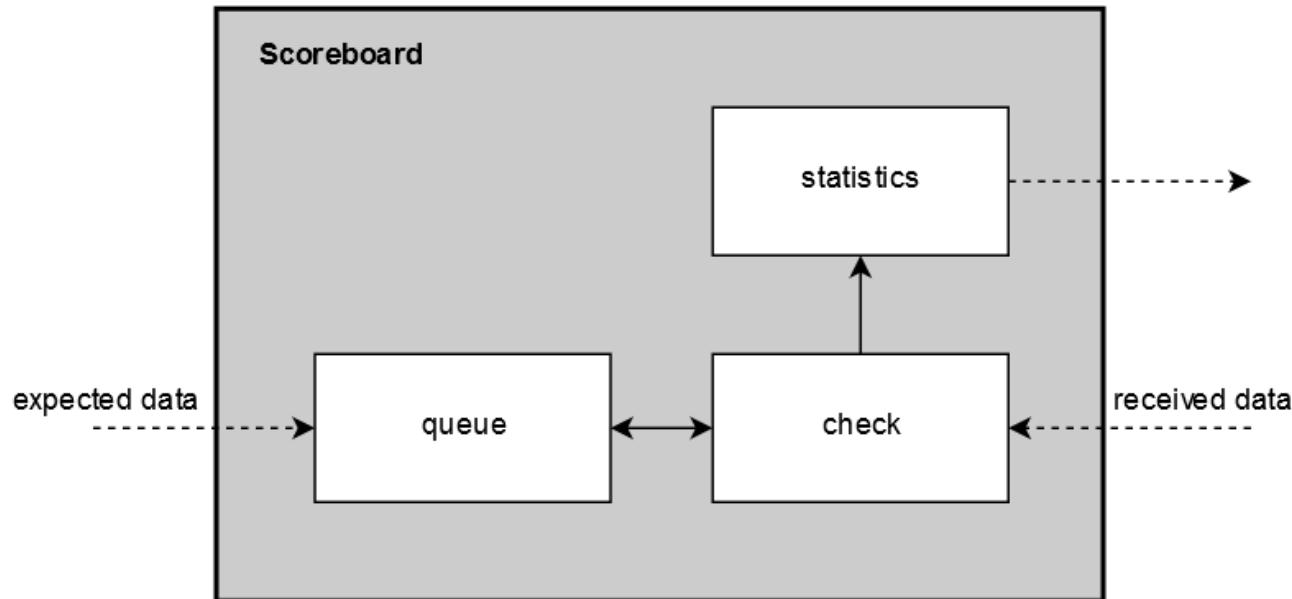 Scoreboard
statistics
expected data
queue
check
received data